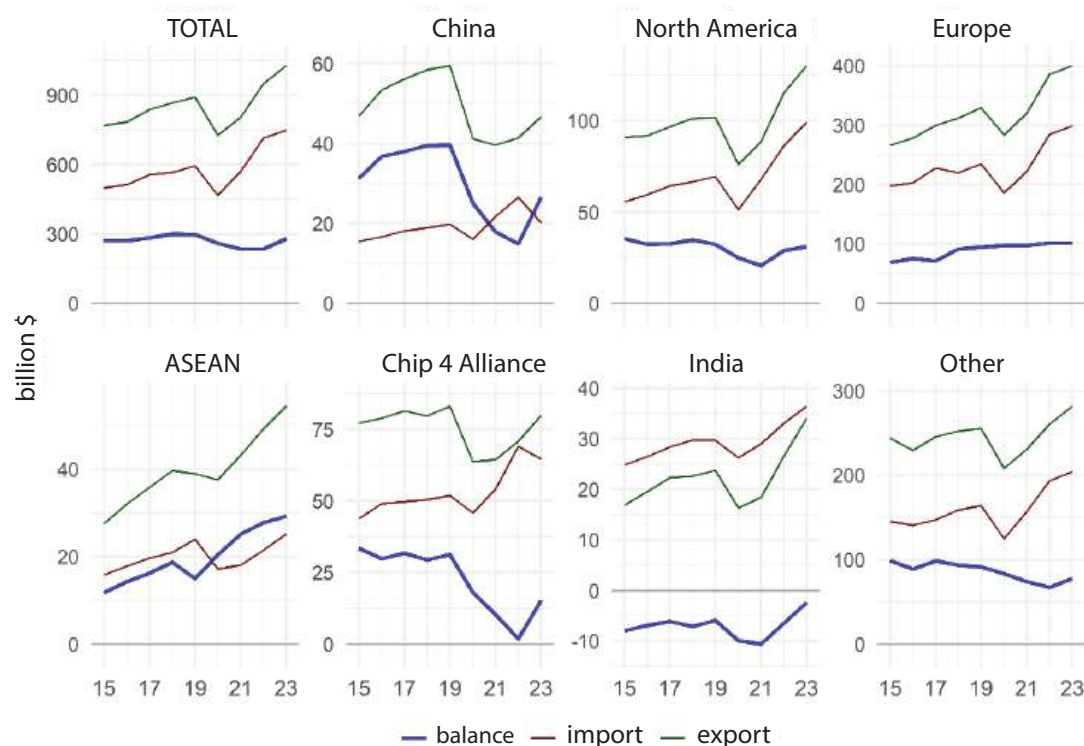 TOTAL
China
North America
Europe
900
600
300
0
60
40
20
0
100
50
0
400
300
200
100
0
billion $
ASEAN
Chip 4 Alliance
India
Other
40
20
0
75
50
25
0
40
30
20
10
0
-10
300
200
100
0
15 17 19 21 23
15 17 19 21 23
15 17 19 21 23
15 17 19 21 23
balance import export